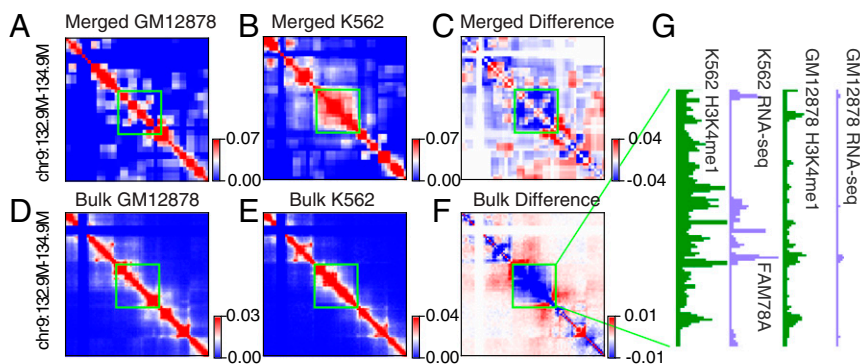 A
Merged GM12878
B
Merged K562
C
Merged Difference
G
chr9:132.9M-134.9M
0.07
0.00
0.07
0.00
0.04
-0.04
D
Bulk GM12878
E
Bulk K562
F
Bulk Difference
chr9:132.9M-134.9M
0.03
0.00
0.04
0.00
0.01
-0.01
K562 H3K4me1
K562 RNA-seq
FAM78A
GM12878 H3K4me1
GM12878 RNA-seq